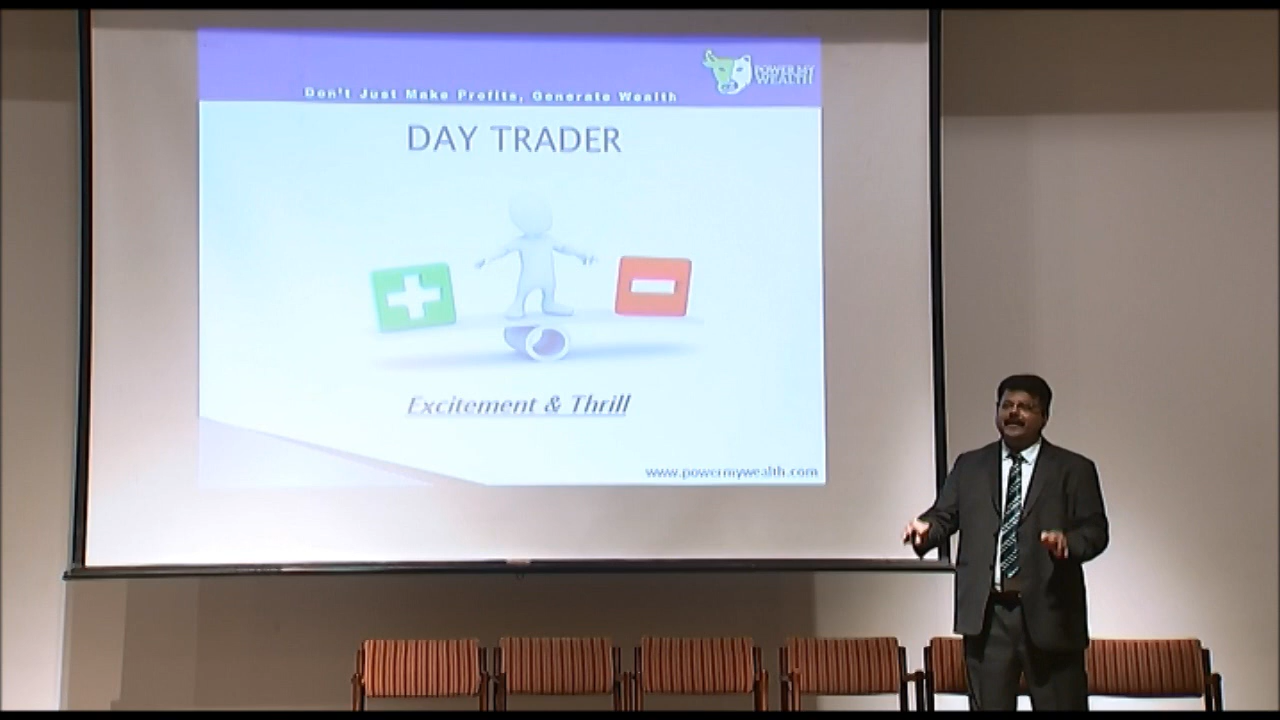 POWER MY
WEALTH
Don't Just Make Profits, Generate Wealth
DAY TRADER
Excitement & Thrill
www.powermywealth.com